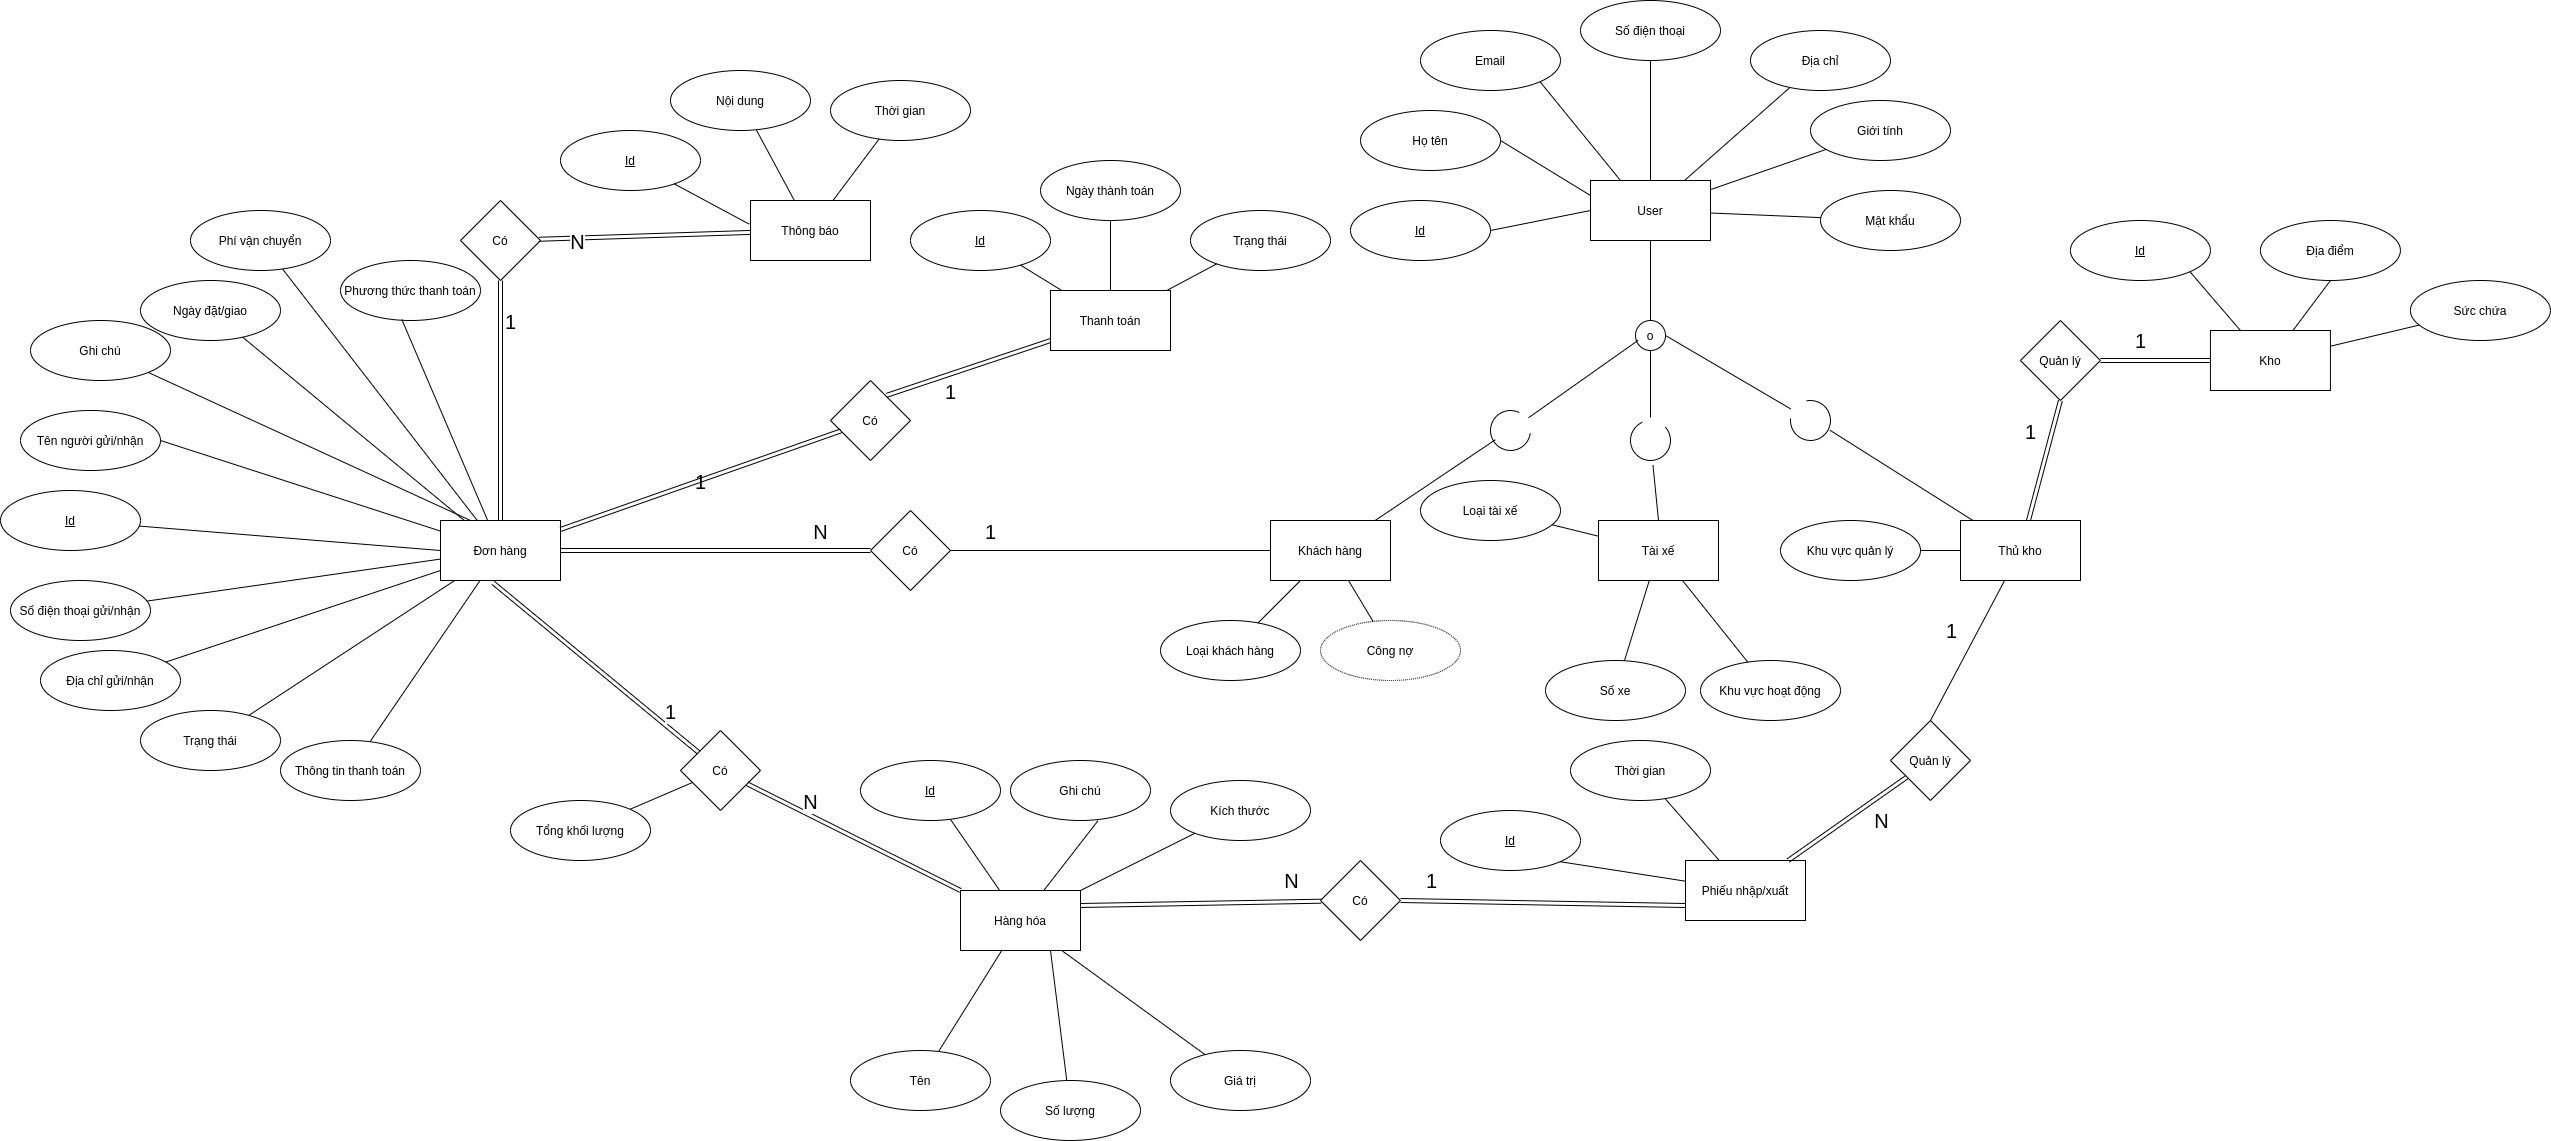 Số điện thoại
Email
Địa chỉ
Nội dung
Thời gian
Giới tính
Họ tên
Id
Ngày thành toán
User
Mật khẩu
Id
Phí vận chuyển
Có
N
Thông báo
Id
Trạng thái
Id
Địa điểm
Phương thức thanh toán
Ngày đặt/giao
1
Thanh toán
Sức chứa
o
Ghi chú
1
Quản lý
Kho
1
Có
1
Tên người gửi/nhận
1
Loại tài xế
Id
N
1
Đơn hàng
Có
Khách hàng
Tài xế
Khu vực quản lý
Thủ kho
Số điện thoại gửi/nhận
1
Loại khách hàng
Công nợ
Địa chỉ gửi/nhận
Số xe
Khu vực hoạt động
1
Trạng thái
Thông tin thanh toán
Có
Thời gian
Quản lý
Id
Ghi chú
N
Kích thước
N
Tổng khối lượng
Id
N
1
Phiếu nhập/xuất
Có
Hàng hóa
Tên
Giá trị
Số lượng